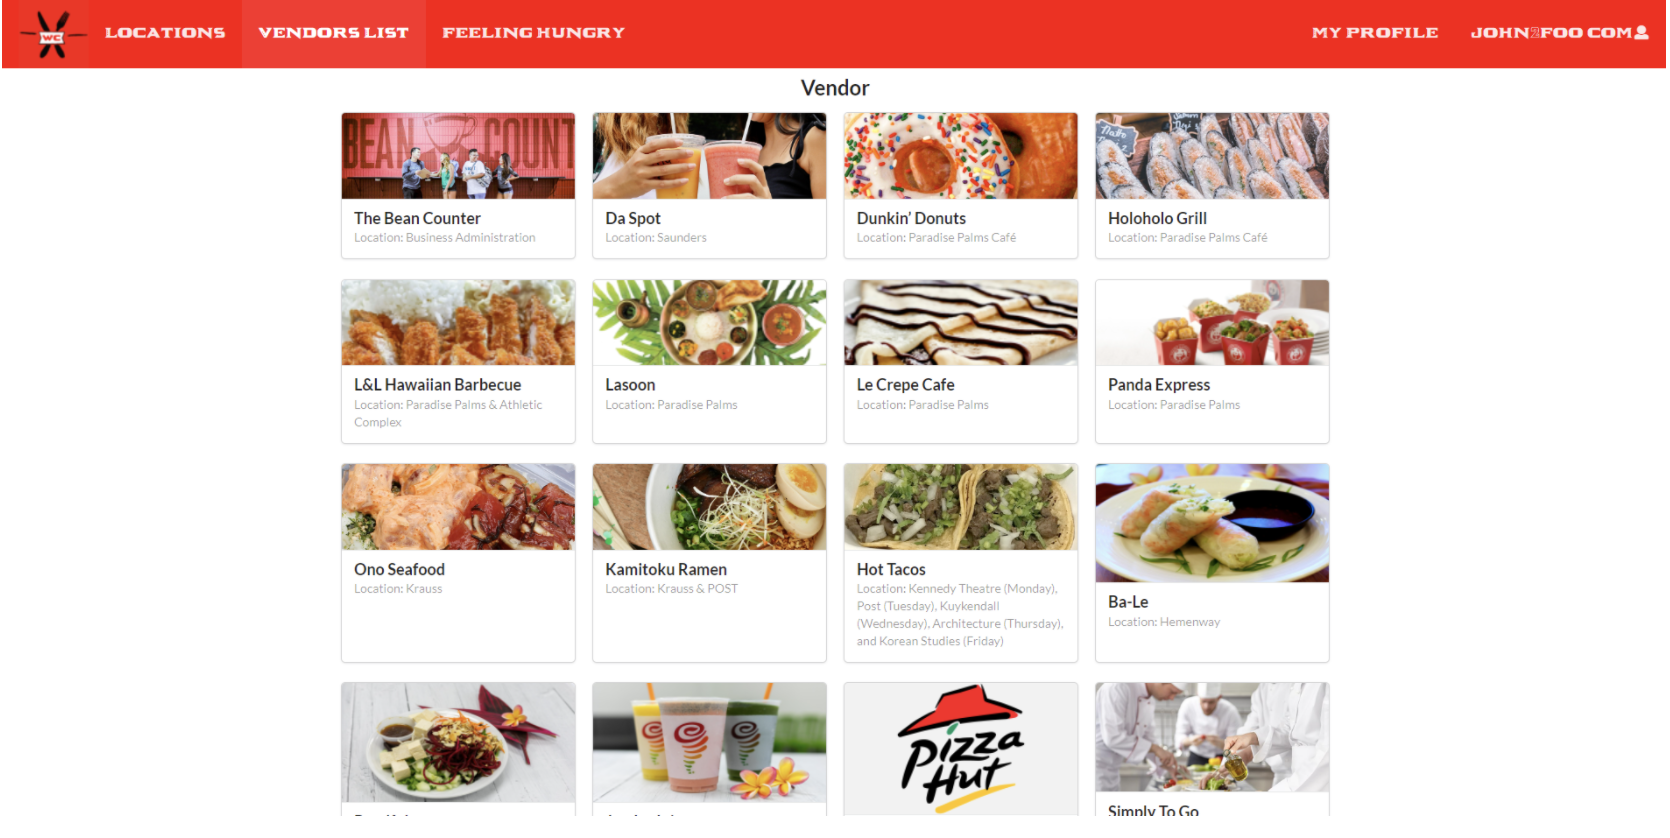 WC
LOCATIONS
VENDORS LIST
FEELING HUNGRY
MY PROFILE
JOHN2FOO COM
Vendor
BEAN COUNT
The Bean Counter
Location: Business Administration
Da Spot
Location: Saunders
Dunkin' Donuts
Location: Paradise Palms Café
Holoholo Grill
Location: Paradise Palms Café
L&L Hawaiian Barbecue
Location: Paradise Palms & Athletic
Complex
Lasoon
Location: Paradise Palms
Le Crepe Cafe
Location: Paradise Palms
Panda Express
Location: Paradise Palms
Ono Seafood
Location: Krauss
Kamitoku Ramen
Location: Krauss & POST
Hot Tacos
Location: Kennedy Theatre (Monday),
Post (Tuesday), Kuykendall
(Wednesday), Architecture (Thursday),
and Korean Studies (Friday)
Ba-Le
Location: Hemenway
Pizza
Hut
Simply To Go